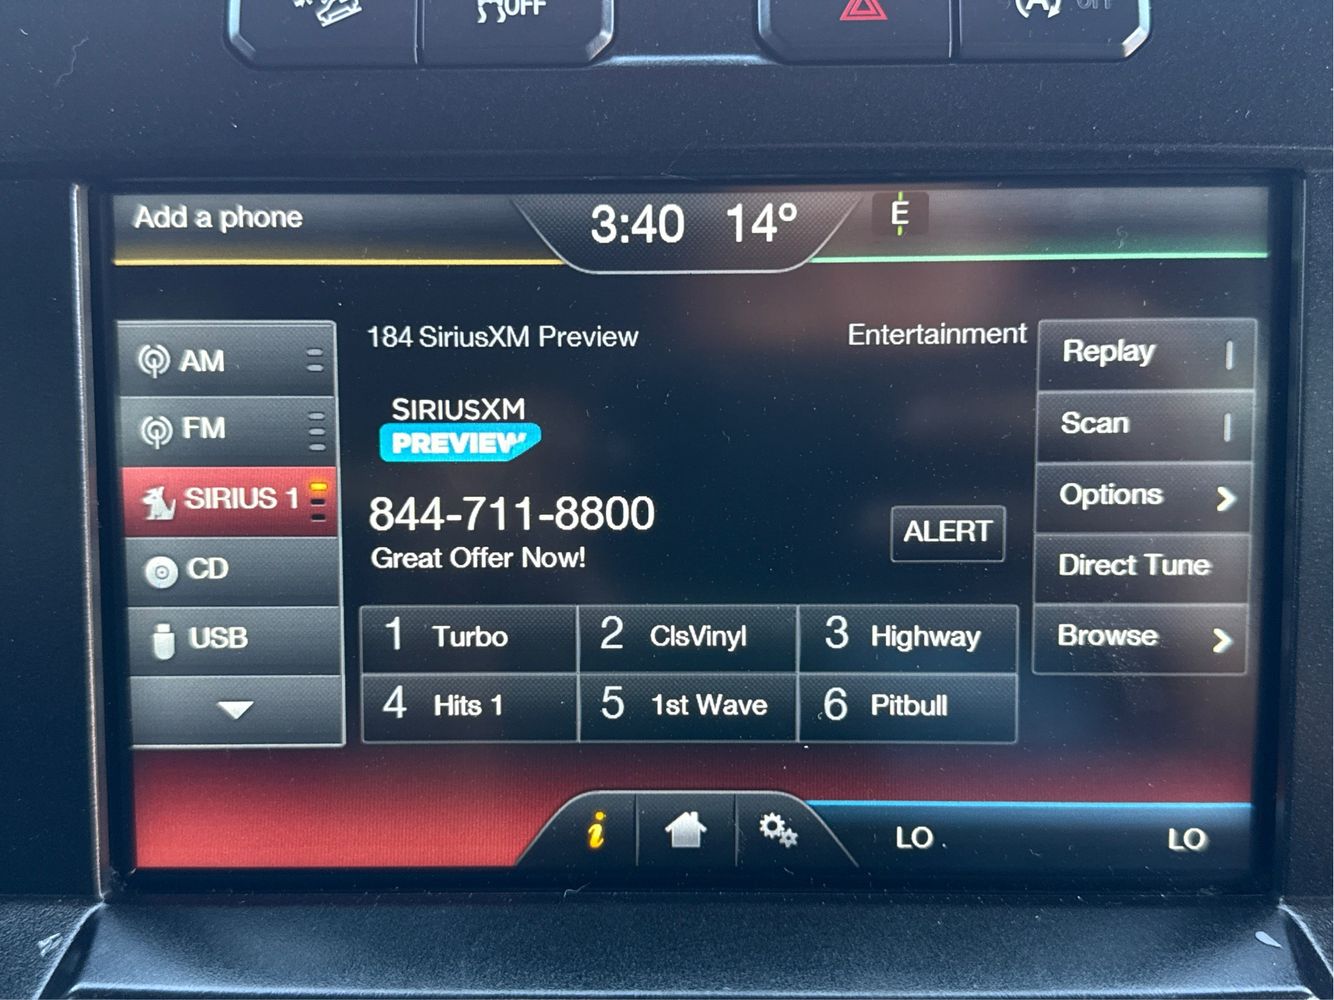 OFF
OFF
Add a phone
3:40 14°
E
AM
FM
SIRIUS 1
CD
USB
184 SiriusXM Preview
Entertainment
SIRIUSXM
PREVIEW
844-711-8800
Great Offer Now!
ALERT
1 Turbo
2 ClsVinyl
3 Highway
4 Hits 1
5 1st Wave
6 Pitbull
Replay
Scan
Options
Direct Tune
Browse
i
LO
LO